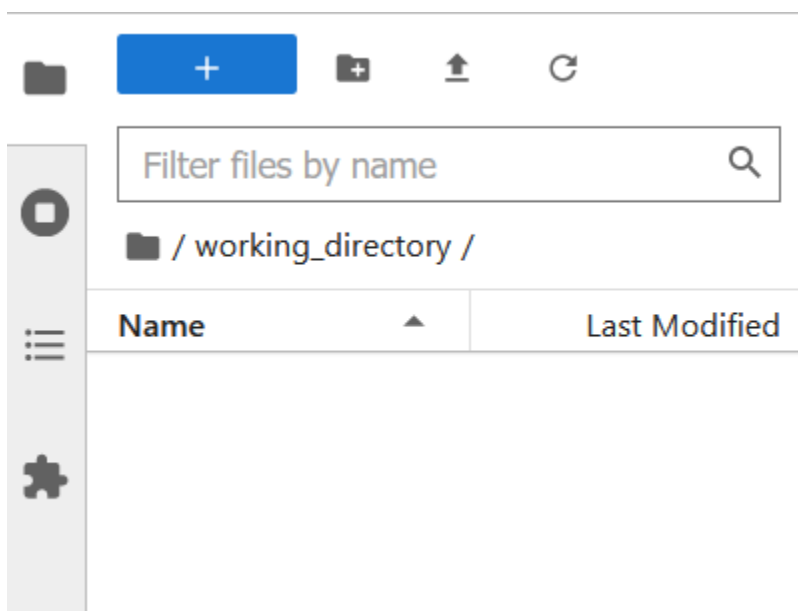 +
Filter files by name
/ working_directory /
Name Last Modified